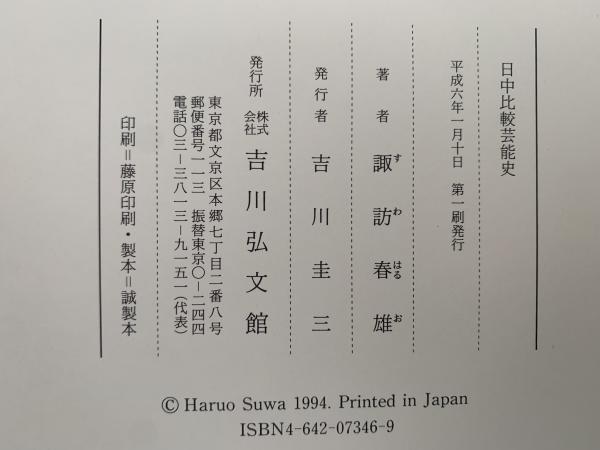 日中比較芸能史
平成六年一月十日 第一刷発行
著者 諏訪春雄
すわはるお
発行者 吉川圭三
発行所 株式会社 吉川弘文館
東京都文京区本郷七丁目二番八号
郵便番号一一三 振替東京〇-二四四
電話〇三-三八一三-九一五一(代表)
印刷=藤原印刷・製本=誠製本
© Haruo Suwa 1994. Printed in Japan
ISBN4-642-07346-9